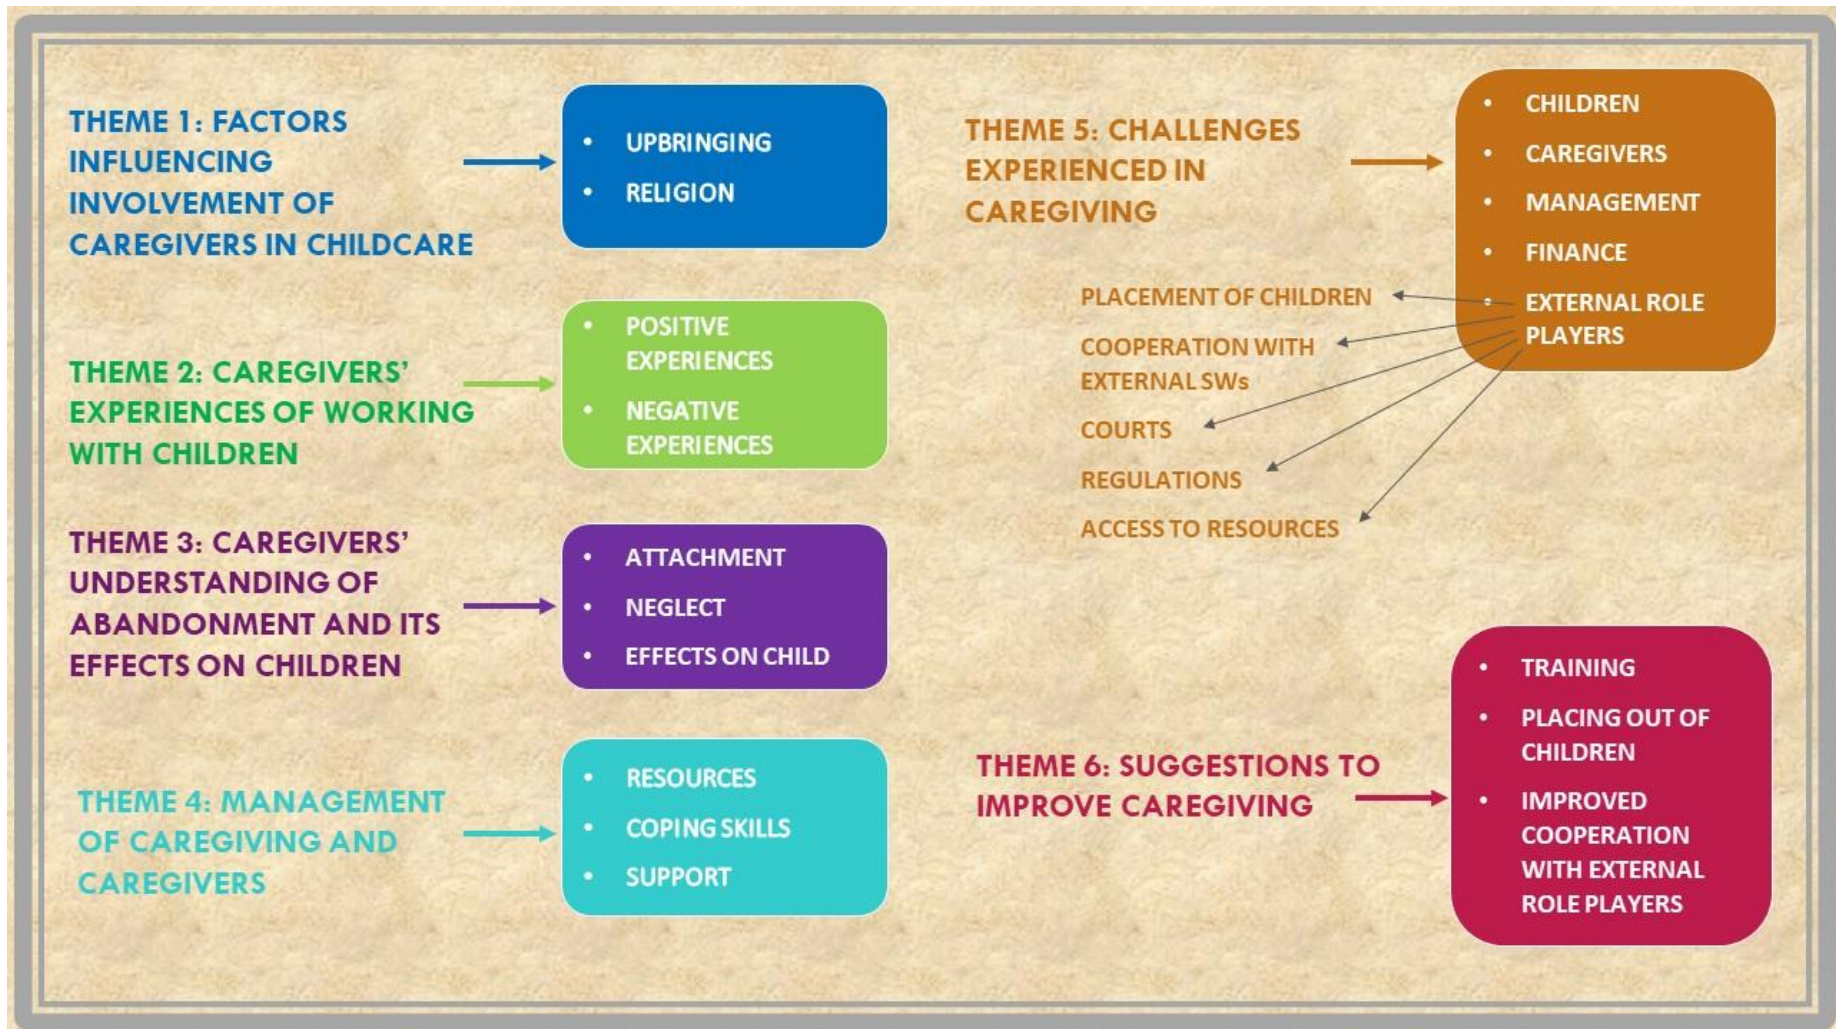 THEME 1: FACTORS
INFLUENCING
INVOLVEMENT OF
CAREGIVERS IN CHILDCARE
• UPBRINGING
• RELIGION
THEME 2: CAREGIVERS’
EXPERIENCES OF WORKING
WITH CHILDREN
• POSITIVE
EXPERIENCES
• NEGATIVE
EXPERIENCES
THEME 3: CAREGIVERS’
UNDERSTANDING OF
ABANDONMENT AND ITS
EFFECTS ON CHILDREN
• ATTACHMENT
• NEGLECT
• EFFECTS ON CHILD
THEME 4: MANAGEMENT
OF CAREGIVING AND
CAREGIVERS
• RESOURCES
• COPING SKILLS
• SUPPORT
THEME 5: CHALLENGES
EXPERIENCED IN
CAREGIVING
• CHILDREN
• CAREGIVERS
• MANAGEMENT
• FINANCE
• EXTERNAL ROLE
PLAYERS
PLACEMENT OF CHILDREN
COOPERATION WITH
EXTERNAL SWs
COURTS
REGULATIONS
ACCESS TO RESOURCES
THEME 6: SUGGESTIONS TO
IMPROVE CAREGIVING
• TRAINING
• PLACING OUT OF
CHILDREN
• IMPROVED
COOPERATION
WITH EXTERNAL
ROLE PLAYERS